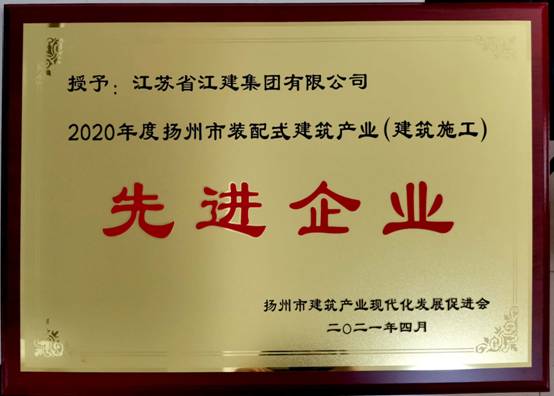 授予：江苏省江建集团有限公司
2020年度扬州市装配式建筑产业(建筑施工)
先进企业
扬州市建筑产业现代化发展促进会
二〇二一年四月